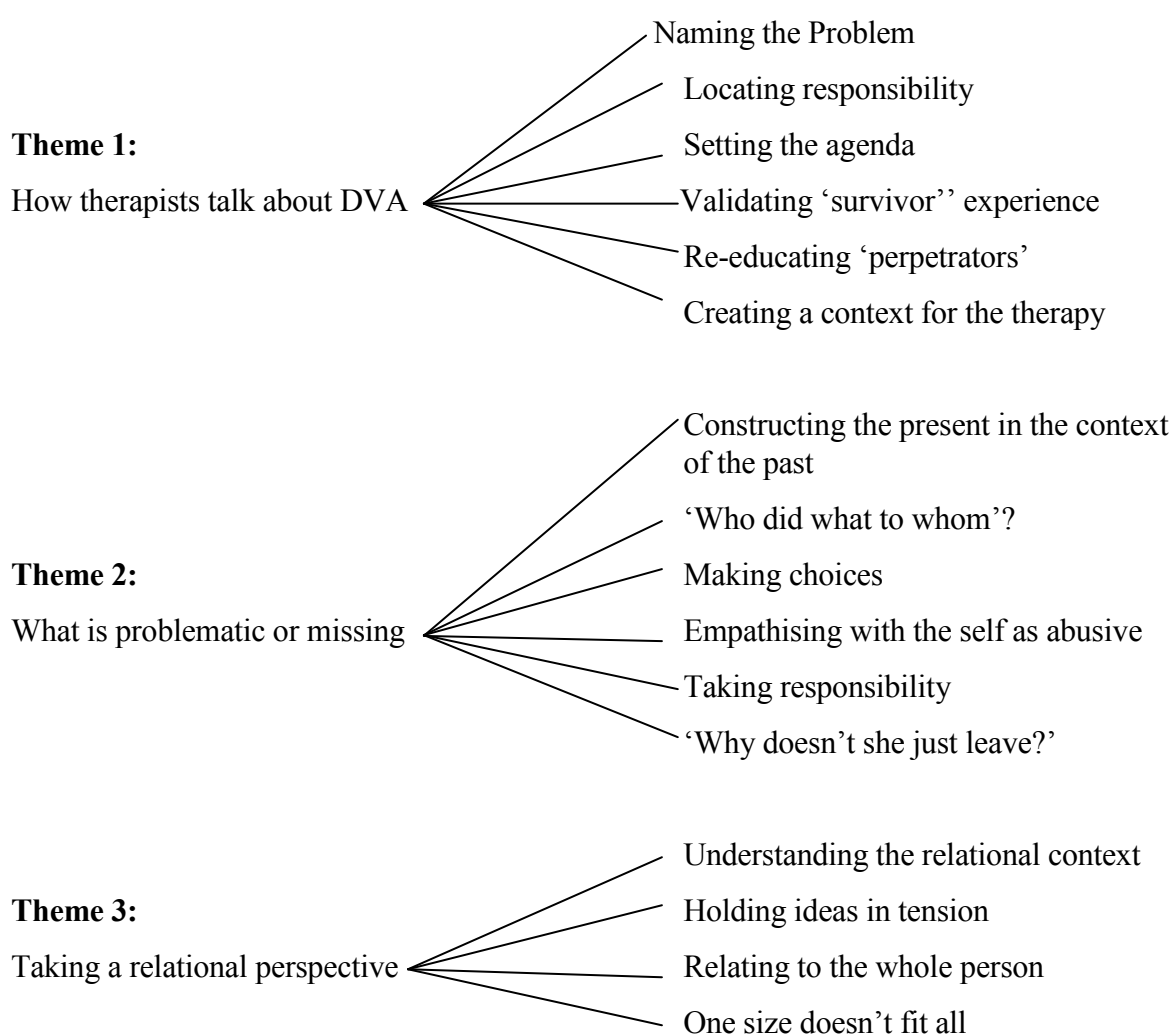 Theme 1:
How therapists talk about DVA
Naming the Problem
Locating responsibility
Setting the agenda
Validating ‘survivor’’ experience
Re-educating ‘perpetrators’
Creating a context for the therapy
Theme 2:
What is problematic or missing
Constructing the present in the context
of the past
‘Who did what to whom’?
Making choices
Empathising with the self as abusive
Taking responsibility
‘Why doesn’t she just leave?’
Theme 3:
Taking a relational perspective
Understanding the relational context
Holding ideas in tension
Relating to the whole person
One size doesn’t fit all